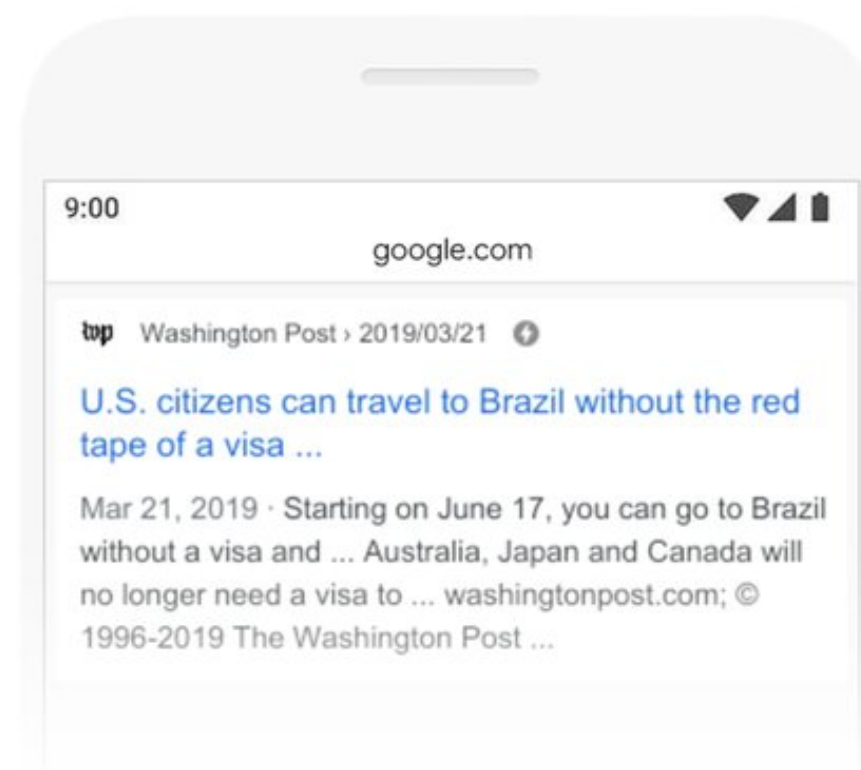 9:00
google.com
wp Washington Post › 2019/03/21
U.S. citizens can travel to Brazil without the red
tape of a visa ...
Mar 21, 2019 · Starting on June 17, you can go to Brazil
without a visa and ... Australia, Japan and Canada will
no longer need a visa to ... washingtonpost.com; ©
1996-2019 The Washington Post ...